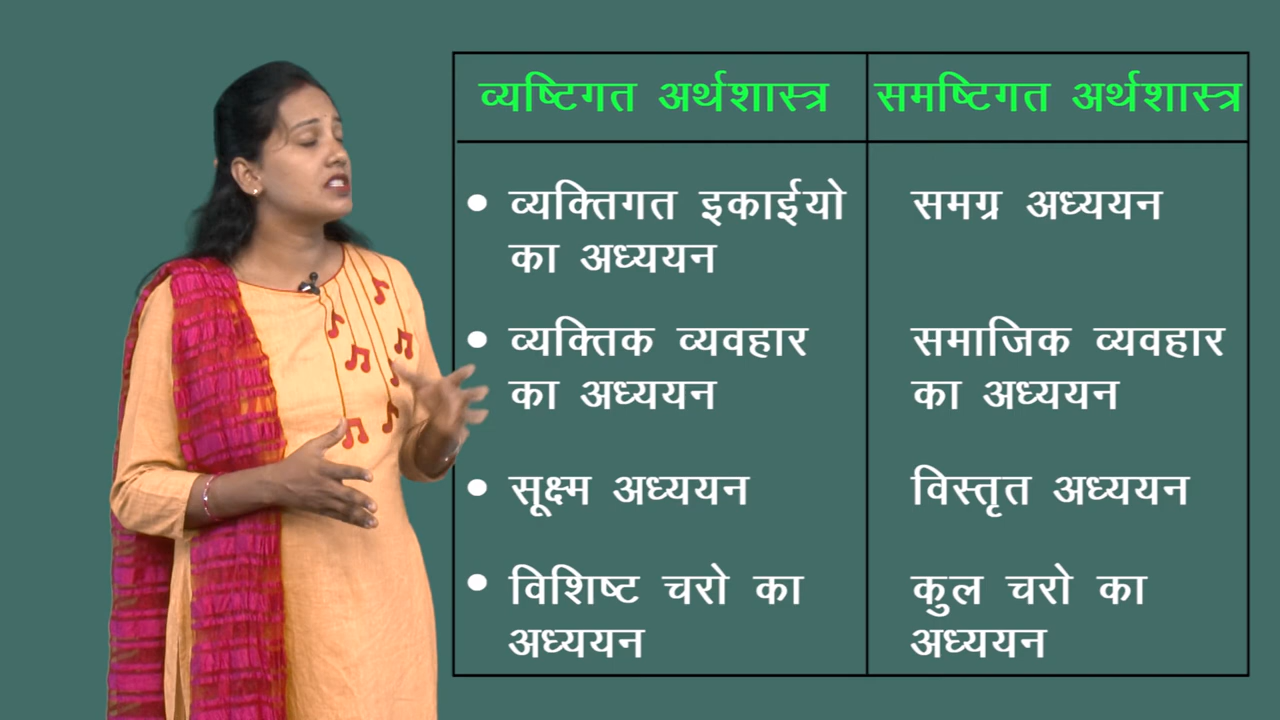 व्यष्टिगत अर्थशास्त्र समष्टिगत अर्थशास्त्र
• व्यक्तिगत इकाईयो समग्र अध्ययन
का अध्ययन
• व्यक्तिक व्यवहार समाजिक व्यवहार
का अध्ययन का अध्ययन
• सूक्ष्म अध्ययन विस्तृत अध्ययन
• विशिष्ट चरो का कुल चरो का
अध्ययन अध्ययन